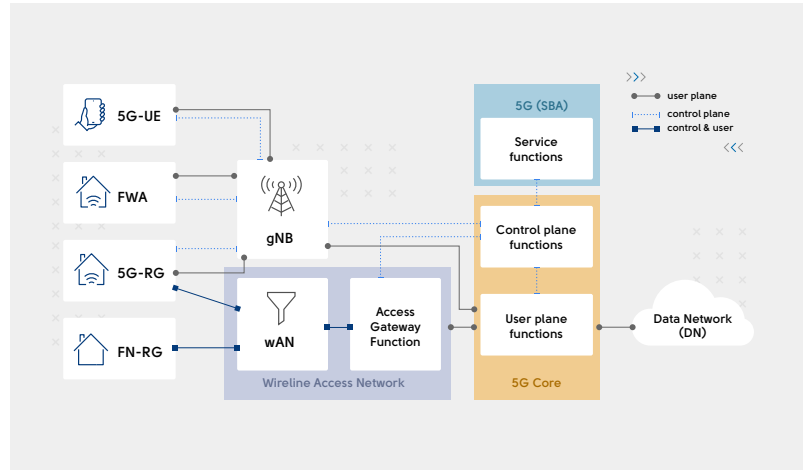 5G-UE
FWA
5G-RG
FN-RG
gNB
wAN
Access
Gateway
Function
Wireline Access Network
5G (SBA)
Service
functions
Control plane
functions
User plane
functions
5G Core
Data Network
(DN)
user plane
control plane
control & user